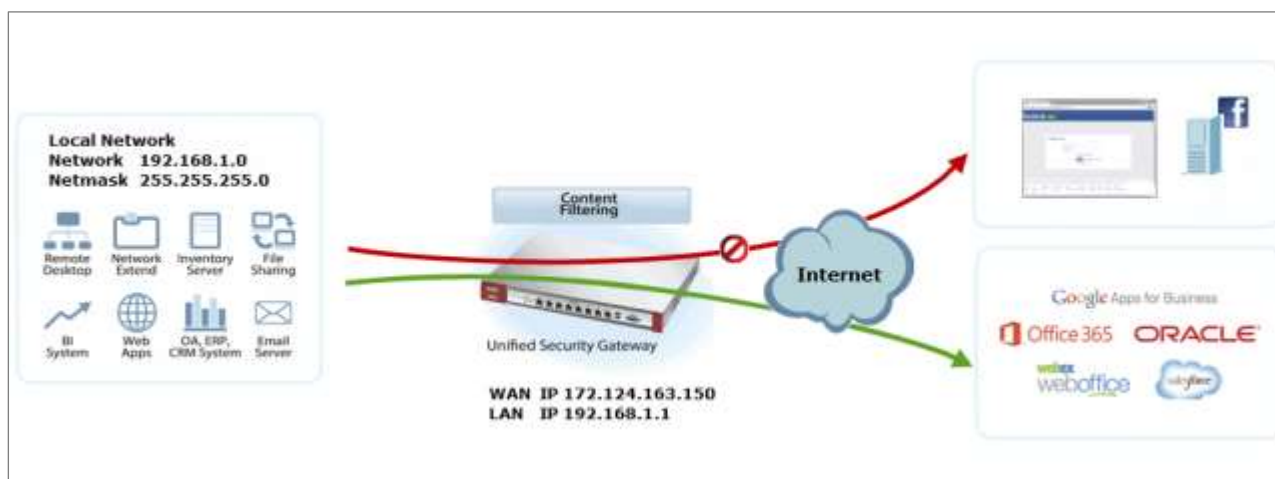 Local Network
Network 192.168.1.0
Netmask 255.255.255.0
Remote
Desktop
Network
Extend
Inventory
Server
File
Sharing
BI
System
Web
Apps
OA, ERP,
CRM System
Email
Server
Content
Filtering
Unified Security Gateway
WAN IP 172.124.163.150
LAN IP 192.168.1.1
Internet
Google Apps for Business
Office 365
ORACLE
webex
weboffice